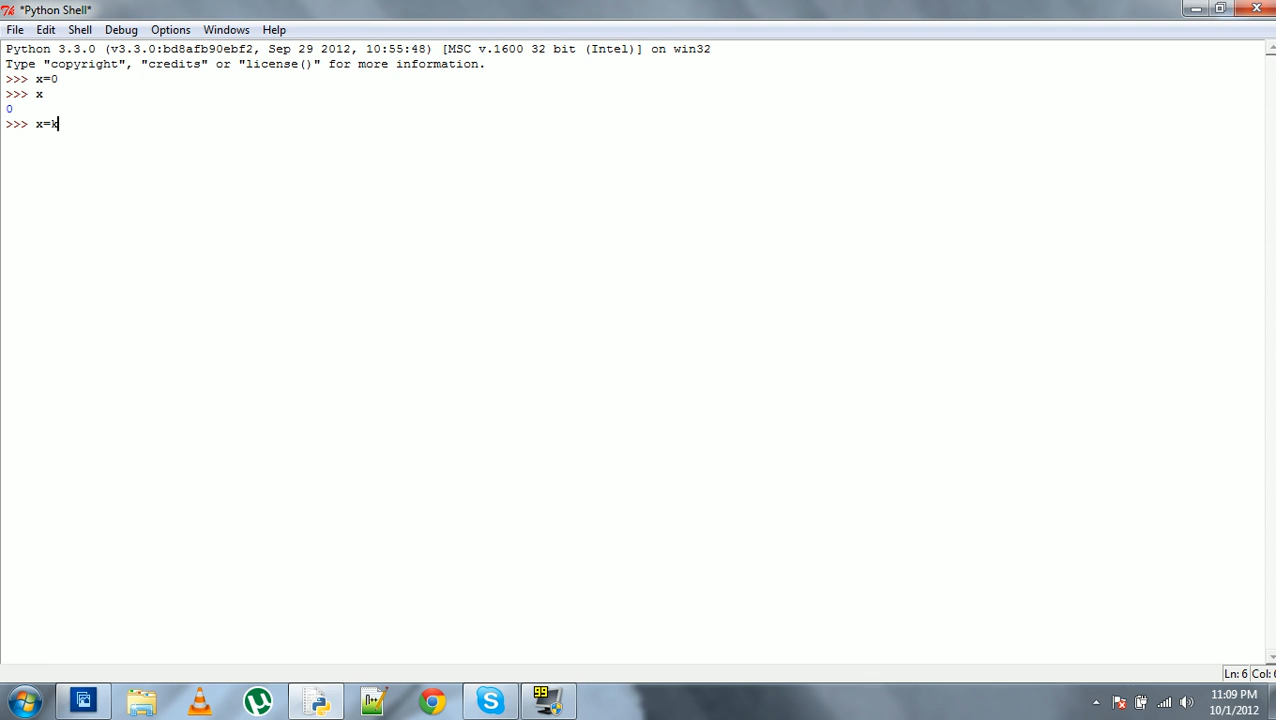 *Python Shell*
File Edit Shell Debug Options Windows Help
Python 3.3.0 (v3.3.0:bd8afb90ebf2, Sep 29 2012, 10:55:48) [MSC v.1600 32 bit (Intel)] on win32
Type "copyright", "credits" or "license()" for more information.
>>> x=0
>>> x
0
>>> x=k
Ln: 6 Col:
99
11:09 PM
10/1/2012